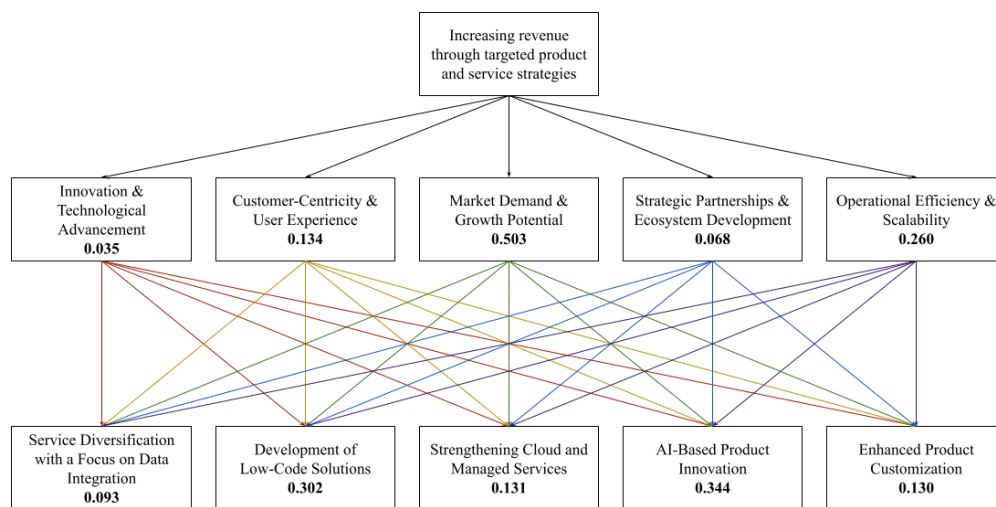 Increasing revenue
through targeted product
and service strategies
Innovation &
Technological
Advancement
0.035
Customer-Centricity &
User Experience
0.134
Market Demand &
Growth Potential
0.503
Strategic Partnerships &
Ecosystem Development
0.068
Operational Efficiency &
Scalability
0.260
Service Diversification
with a Focus on Data
Integration
0.093
Development of
Low-Code Solutions
0.302
Strengthening Cloud and
Managed Services
0.131
AI-Based Product
Innovation
0.344
Enhanced Product
Customization
0.130